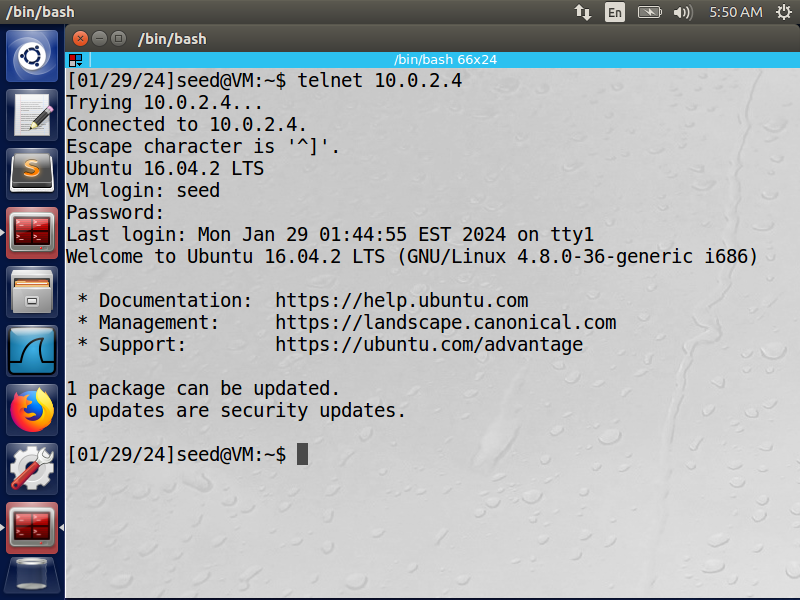 /bin/bash
En
5:50 AM
/bin/bash
/bin/bash 66x24
[01/29/24]seed@VM:~$ telnet 10.0.2.4
Trying 10.0.2.4...
Connected to 10.0.2.4.
Escape character is '^]'.
Ubuntu 16.04.2 LTS
VM login: seed
Password:
Last login: Mon Jan 29 01:44:55 EST 2024 on tty1
Welcome to Ubuntu 16.04.2 LTS (GNU/Linux 4.8.0-36-generic i686)
 * Documentation:  https://help.ubuntu.com
 * Management:     https://landscape.canonical.com
 * Support:        https://ubuntu.com/advantage
1 package can be updated.
0 updates are security updates.
[01/29/24]seed@VM:~$